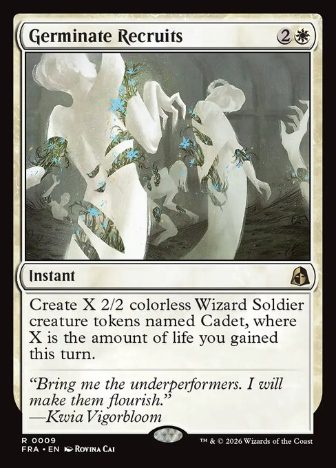 Germinate Recruits 2
Instant
Create X 2/2 colorless Wizard Soldier
creature tokens named Cadet, where
X is the amount of life you gained
this turn.
“Bring me the underperformers. I will
make them flourish.”
—Kwia Vigorbloom
R 0009
FRA • EN Rovina Cai
™ & © 2026 Wizards of the Coast